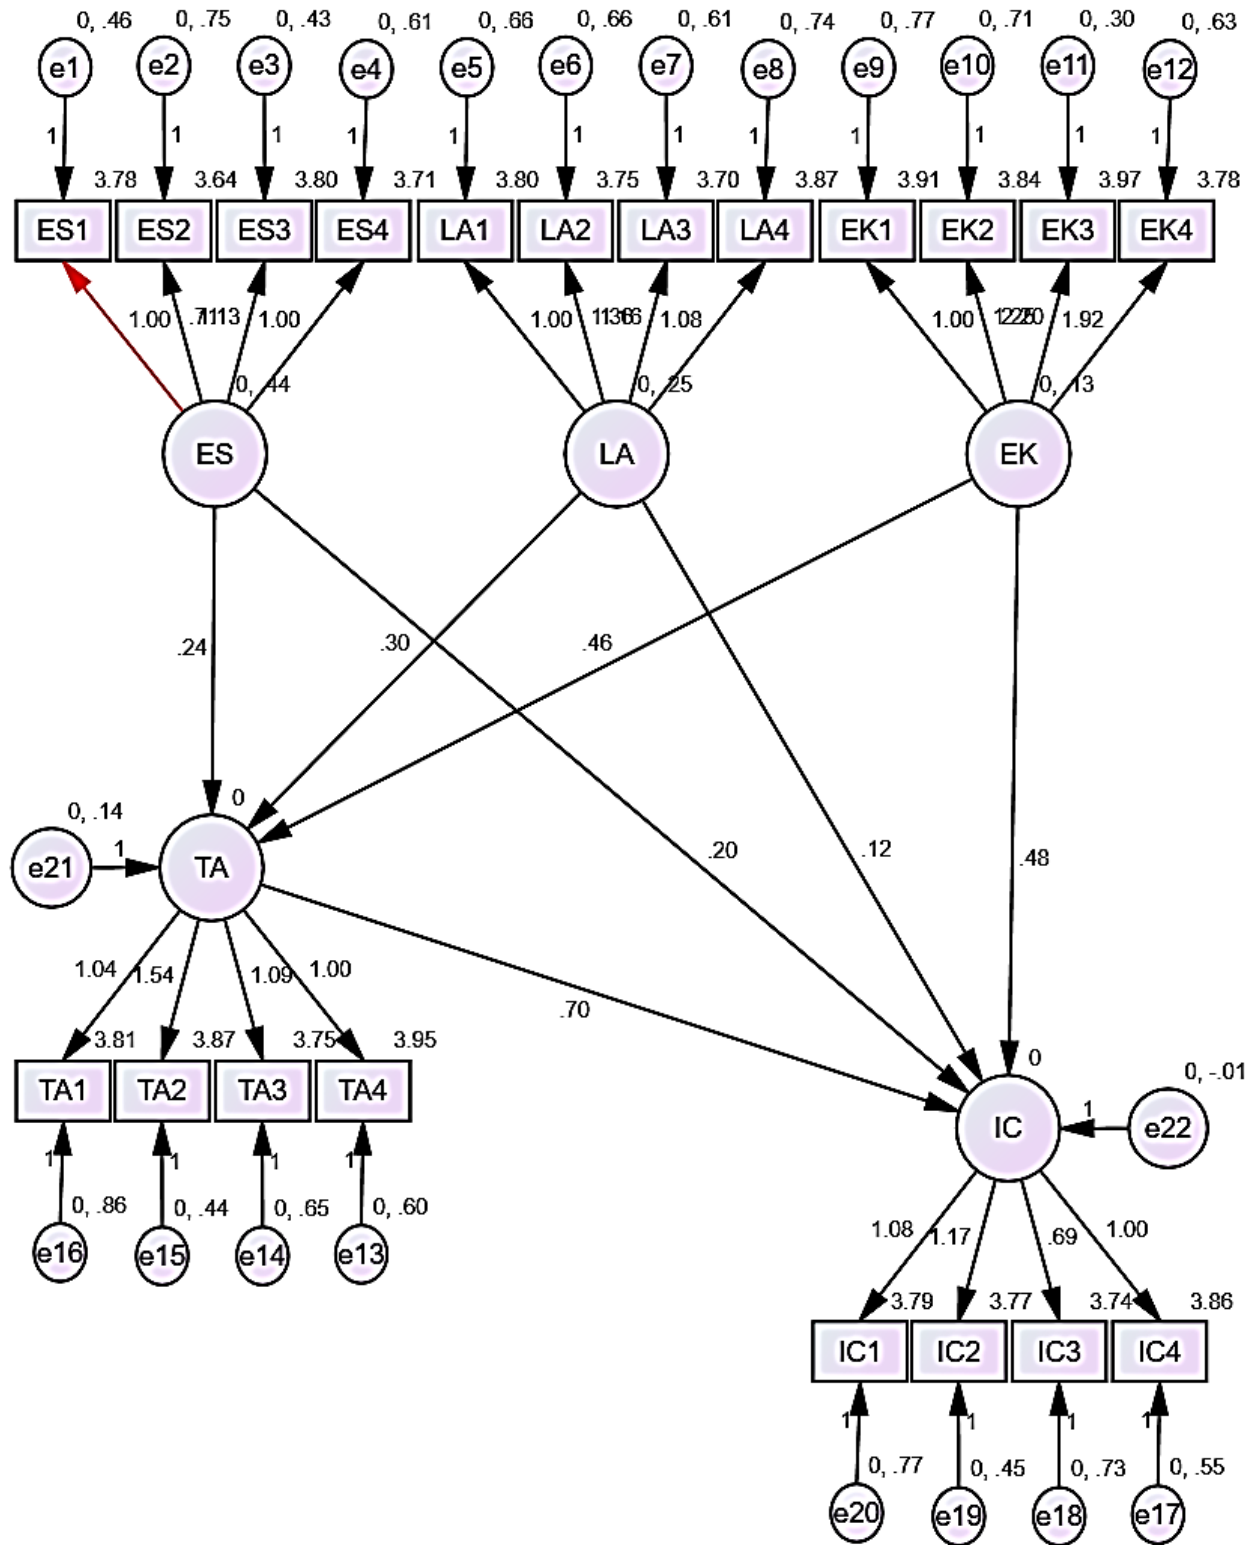 0, .46 0, .75 0, .43 0, .61 0, .66 0, .66 0, .61 0, .74 0, .77 0, .71 0, .30 0, .63
e1 e2 e3 e4 e5 e6 e7 e8 e9 e10 e11 e12
1 1 1 1 1 1 1 1 1 1 1 1
3.78 3.64 3.80 3.71 3.80 3.75 3.70 3.87 3.91 3.84 3.97 3.78
ES1 ES2 ES3 ES4 LA1 LA2 LA3 LA4 EK1 EK2 EK3 EK4
1.00 1.00 1.00 1.08 1.00 1.92
0, .44 0, .25 0, .13
ES LA EK
.24 .30 .46
0
0, .14
1
e21 TA
.20 .12 .48
1.04 1.54 1.09 1.00
.70
3.81 3.87 3.75 3.95
TA1 TA2 TA3 TA4
0
0, -.01
1
IC e22
1 1 1 1
0, .86 0, .44 0, .65 0, .60
e16 e15 e14 e13
1.08 1.17 .69 1.00
3.79 3.77 3.74 3.86
IC1 IC2 IC3 IC4
1 1 1 1
0, .77 0, .45 0, .73 0, .55
e20 e19 e18 e17